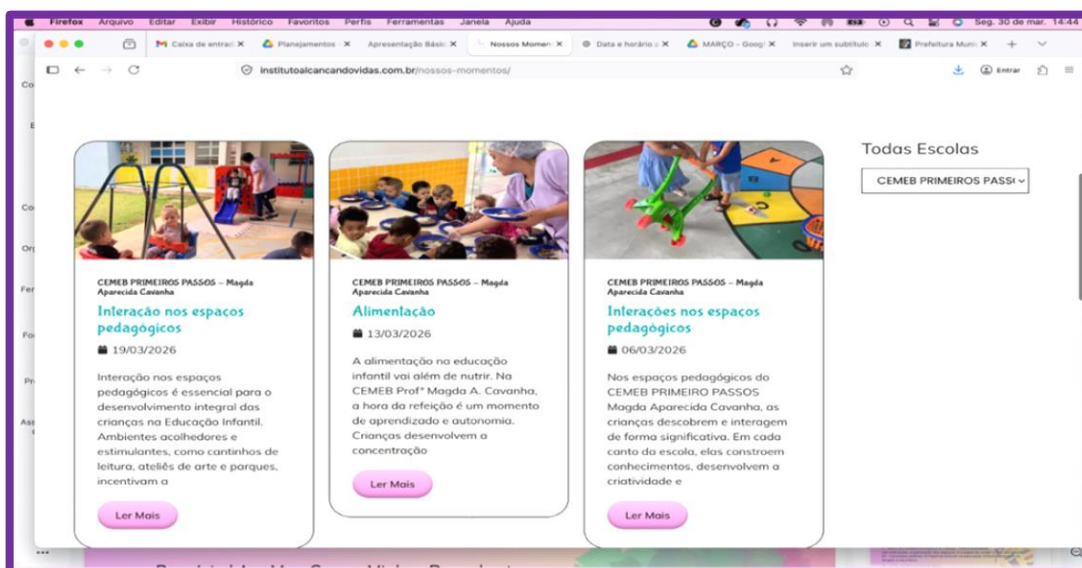 Firefox Arquivo Editar Exibir Histórico Favoritos Perfis Ferramentas Janela Ajuda Seg. 30 de mar. 14:44
Caixa de entrad Planejamentos Apresentação Básic Nossos Momen Data e horário MARÇO – Googl Inserir um subtítulo Prefeitura Muni
institutoalcancandovidas.com.br/nossos-momentos/ Entrar
Todas Escolas
CEMEB PRIMEIROS PASS
CEMEB PRIMEIROS PASSOS – Magda
Aparecida Cavanha
Interação nos espaços
pedagógicos
19/03/2026
Interação nos espaços
pedagógicos é essencial para o
desenvolvimento integral das
crianças na Educação Infantil.
Ambientes acolhedores e
estimulantes, como cantinhos de
leitura, ateliês de arte e parques,
incentivam a
Ler Mais
CEMEB PRIMEIROS PASSOS – Magda
Aparecida Cavanha
Alimentação
13/03/2026
A alimentação na educação
infantil vai além de nutrir. Na
CEMEB Profª Magda A. Cavanha,
a hora da refeição é um momento
de aprendizado e autonomia.
Crianças desenvolvem a
concentração
Ler Mais
CEMEB PRIMEIROS PASSOS – Magda
Aparecida Cavanha
Interações nos espaços
pedagógicos
06/03/2026
Nos espaços pedagógicos do
CEMEB PRIMEIRO PASSOS
Magda Aparecida Cavanha, as
crianças descobrem e interagem
de forma significativa. Em cada
canto da escola, elas constroem
conhecimentos, desenvolvem a
criatividade e
Ler Mais